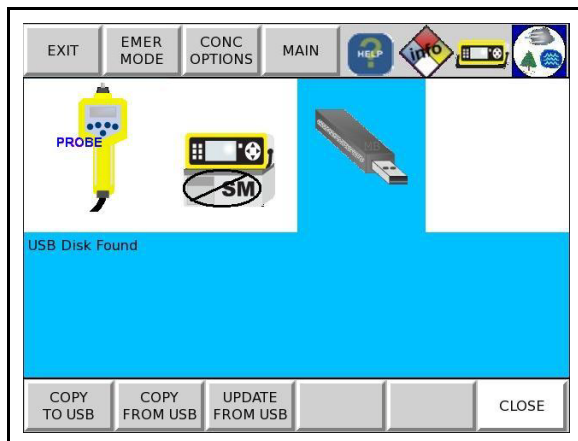 EXIT
EMER
MODE
CONC
OPTIONS
MAIN
HELP
?
info
PROBE
SM
MB
USB Disk Found
COPY
TO USB
COPY
FROM USB
UPDATE
FROM USB
CLOSE